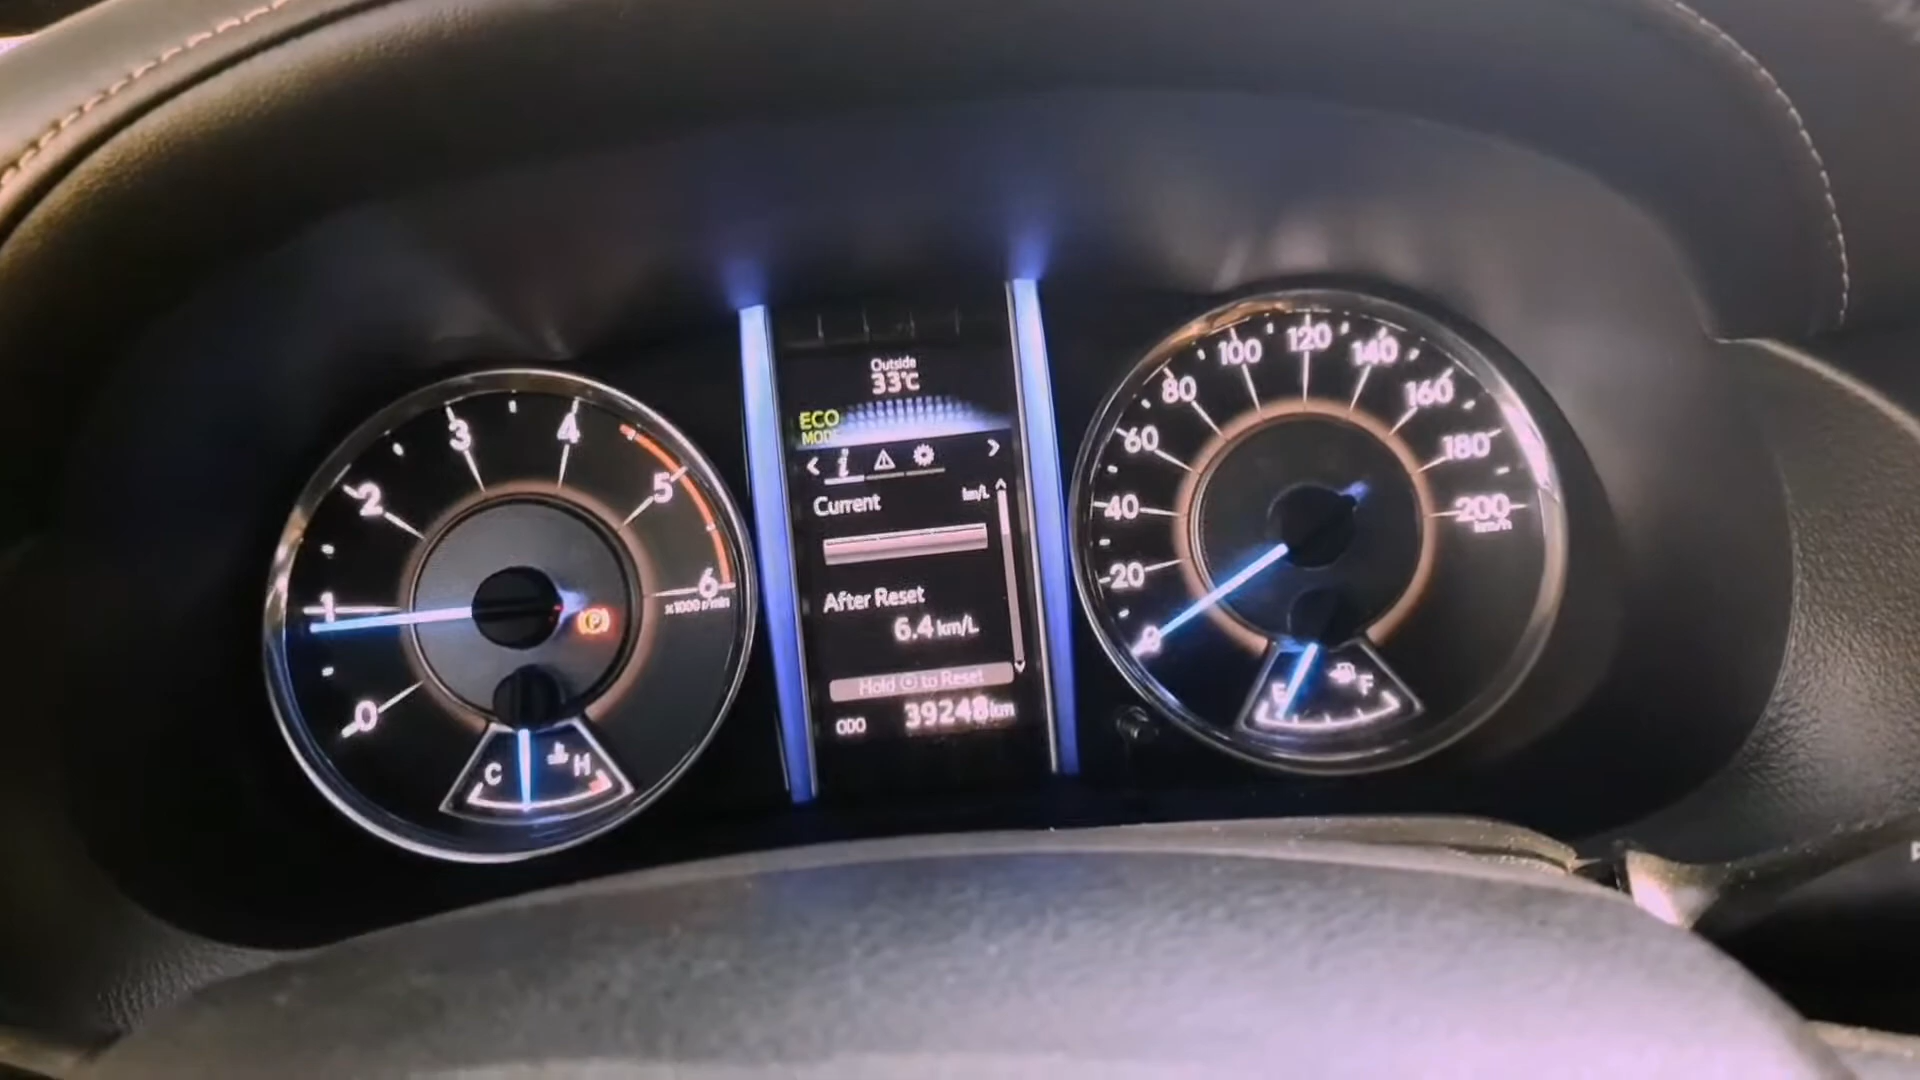 0
1
2
3
4
5
6
x1000 r/min
C
H
Outside
33°C
ECO
MODE
Current
km/L
After Reset
6.4 km/L
Hold ⊙ to Reset
ODO
39248 km
0
20
40
60
80
100
120
140
160
180
200
km/h
E
F